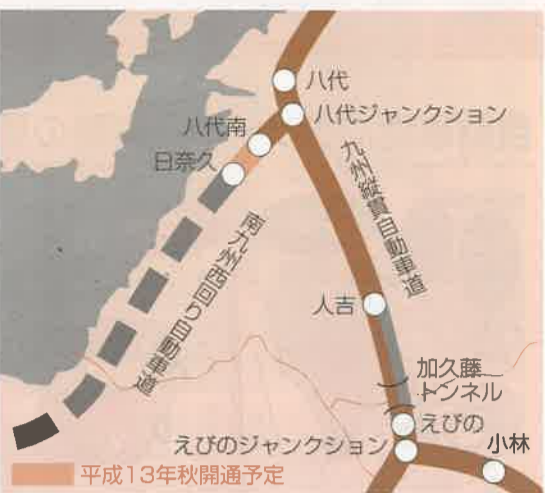 八代
八代ジャンクション
八代南
日奈久
九州縦貫自動車道
南九州西回り自動車道
人吉
加久藤
トンネル
えびの
えびのジャンクション
小林
平成13年秋開通予定